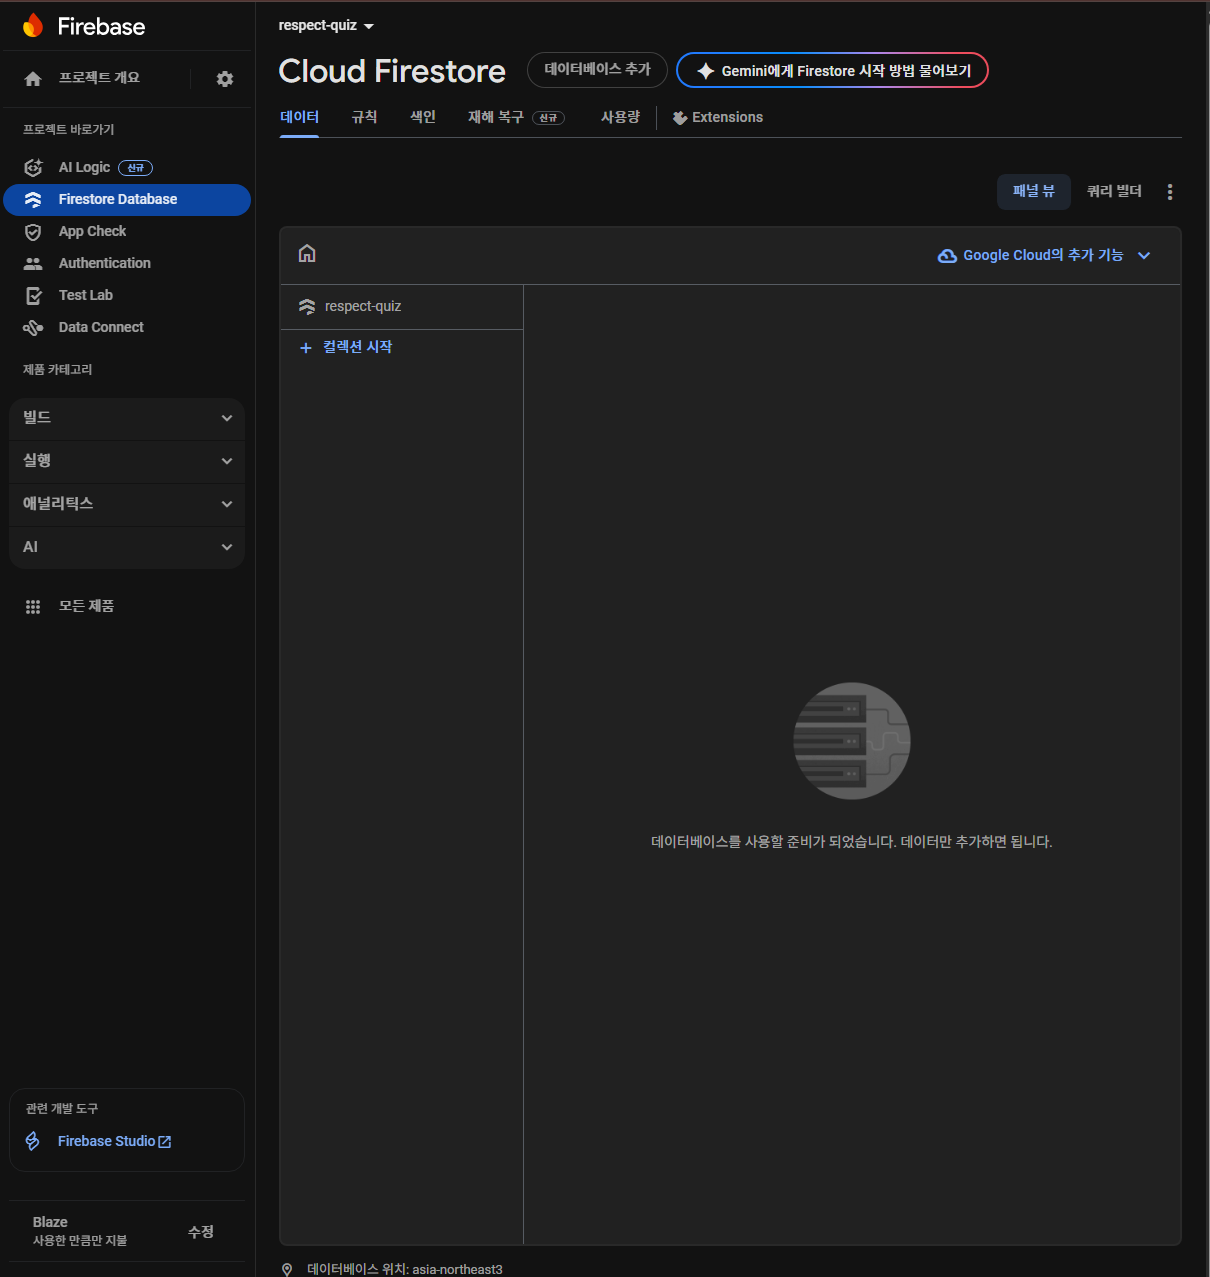 Firebase
프로젝트 개요
프로젝트 바로가기
AI Logic 신규
Firestore Database
App Check
Authentication
Test Lab
Data Connect
제품 카테고리
빌드
실행
애널리틱스
AI
모든 제품
관련 개발 도구
Firebase Studio
Blaze
사용한 만큼만 지불
수정
respect-quiz
Cloud Firestore
데이터베이스 추가
Gemini에게 Firestore 시작 방법 물어보기
데이터 규칙 색인 재해 복구 신규 사용량 Extensions
패널 뷰 쿼리 빌더
Google Cloud의 추가 기능
respect-quiz
+ 컬렉션 시작
데이터베이스를 사용할 준비가 되었습니다. 데이터만 추가하면 됩니다.
데이터베이스 위치: asia-northeast3